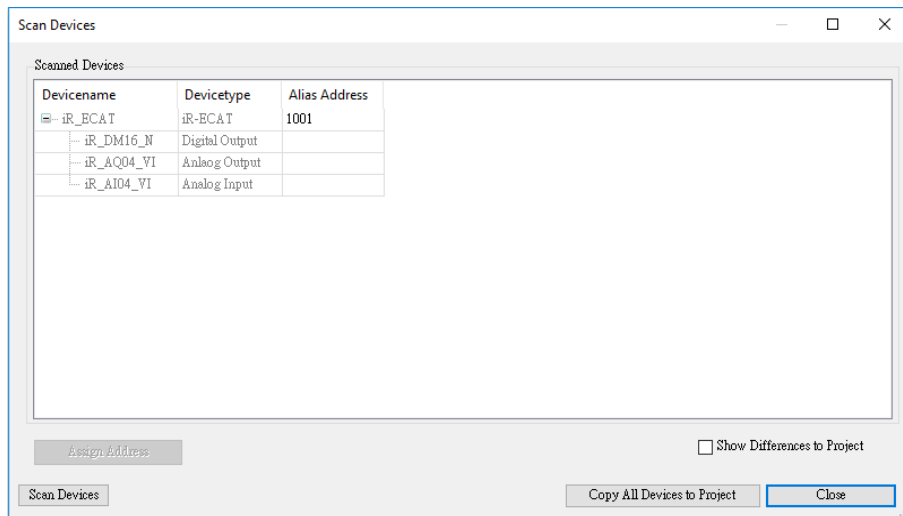 Scan Devices
Scanned Devices
Devicename Devicetype Alias Address
iR_ECAT iR-ECAT 1001
iR_DM16_N Digital Output
iR_AQ04_VI Anlaog Output
iR_AI04_VI Analog Input
Assign Address
Show Differences to Project
Scan Devices
Copy All Devices to Project
Close